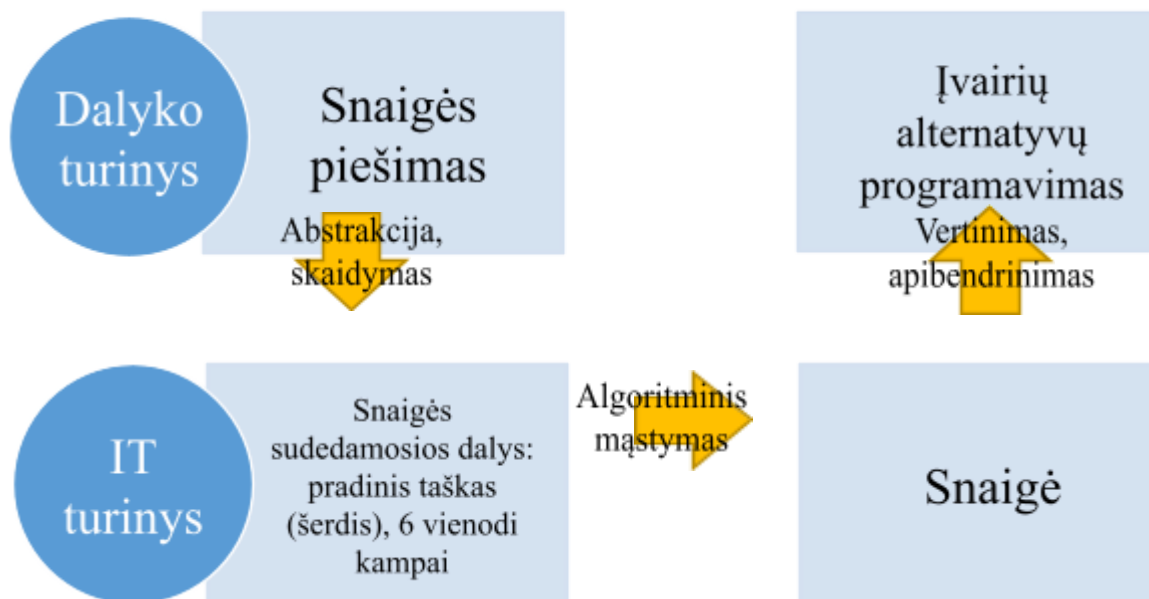 Dalyko
turinys
Snaigės
piešimas
Abstrakcija,
skaidymas
Įvairių
alternatyvų
programavimas
Vertinimas,
apibendrinimas
IT
turinys
Snaigės
sudedamosios dalys:
pradinis taškas
(šerdis), 6 vienodi
kampai
Algoritminis
mąstymas
Snaigė